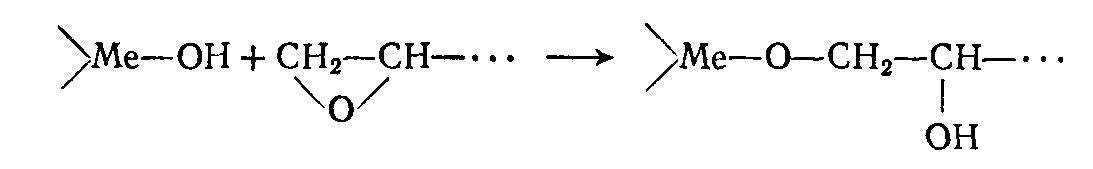 >Me—OH + CH₂—CH—··· ⟶ >Me—O—CH₂—CH—···
O
OH